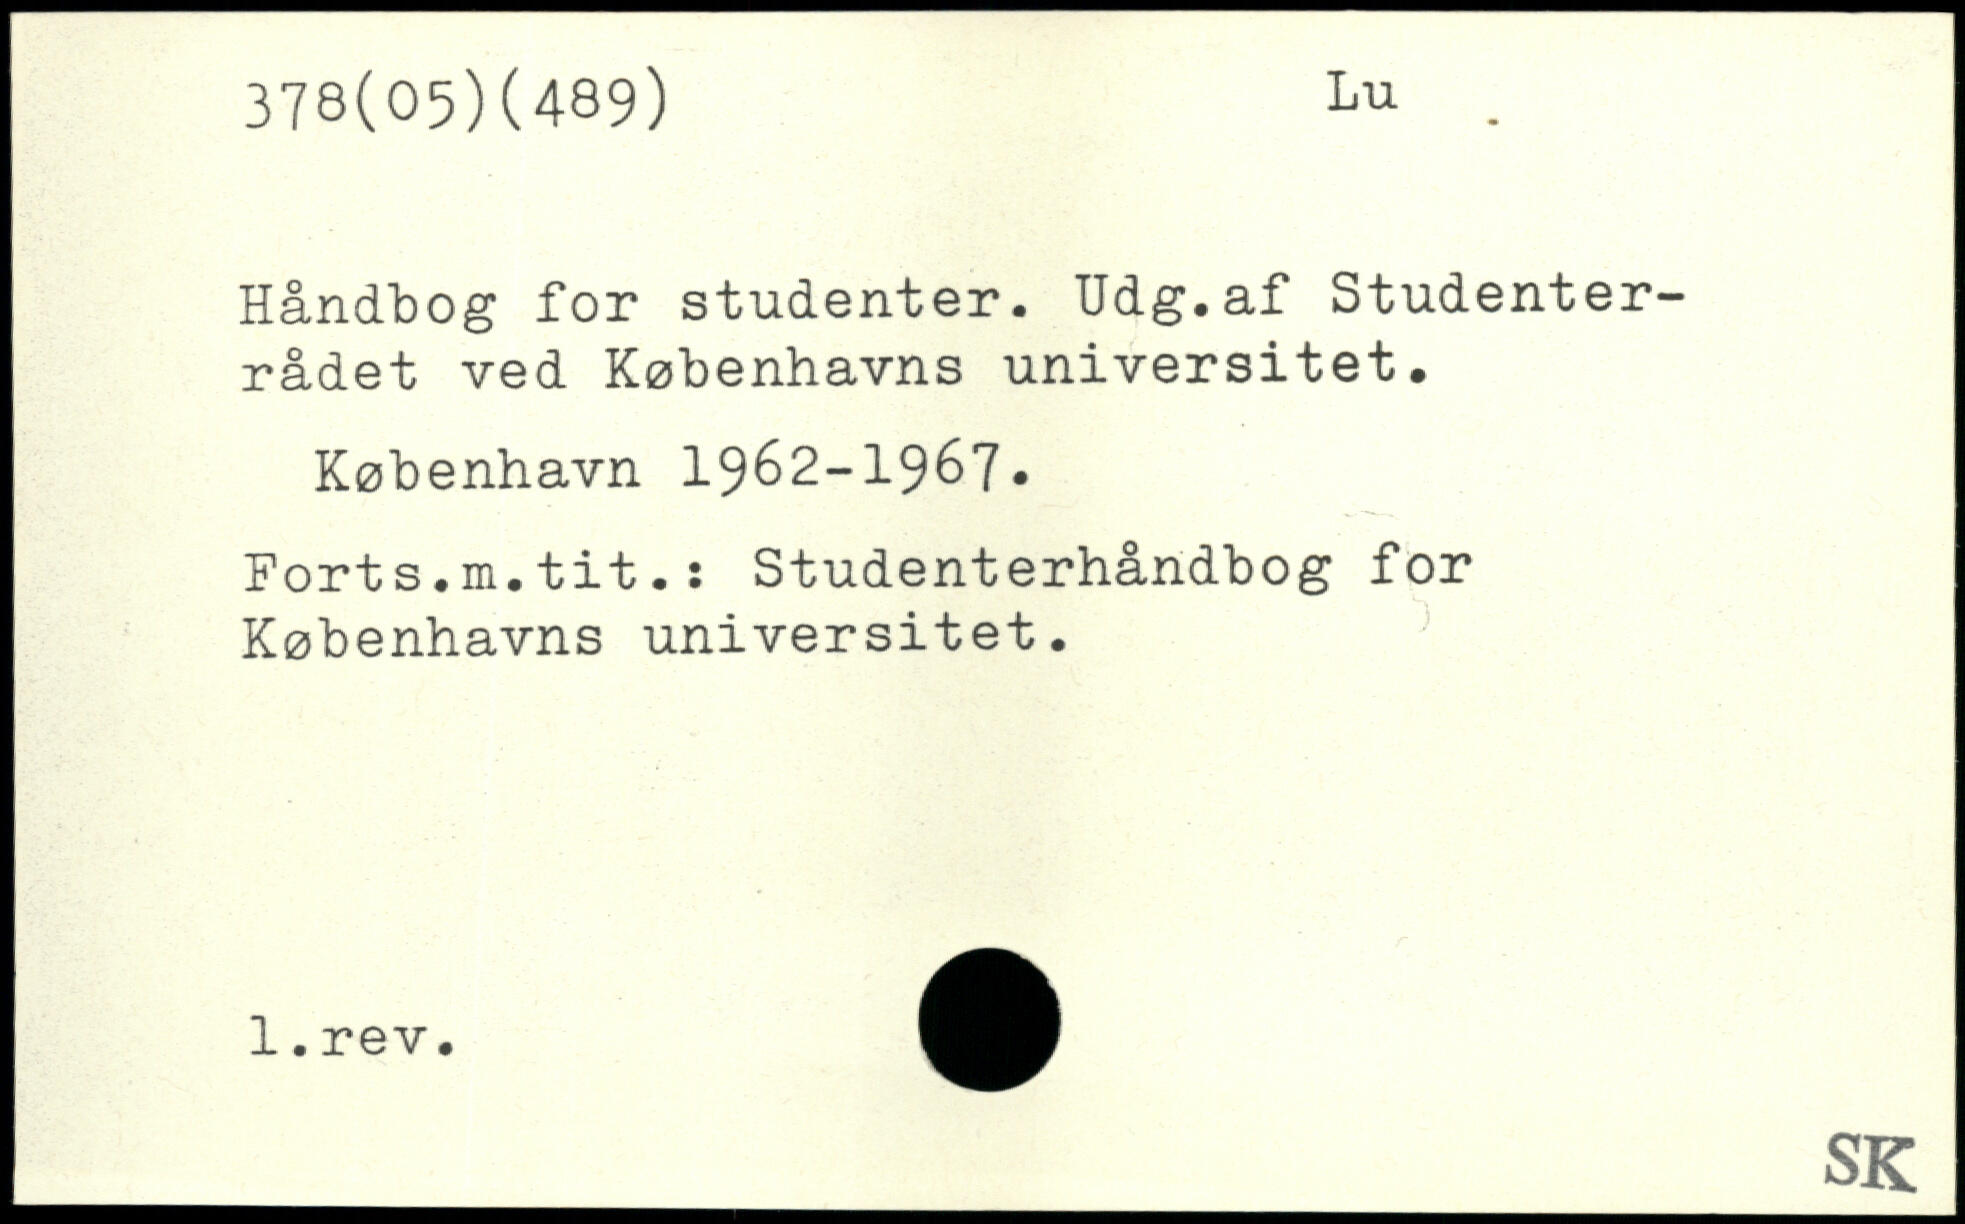 378(05)(489) Lu
Håndbog for studenter. Udg.af Studenter-
rådet ved Københavns universitet.
København 1962-1967.
Forts.m.tit.: Studenterhåndbog for
Københavns universitet.
1.rev.
SK